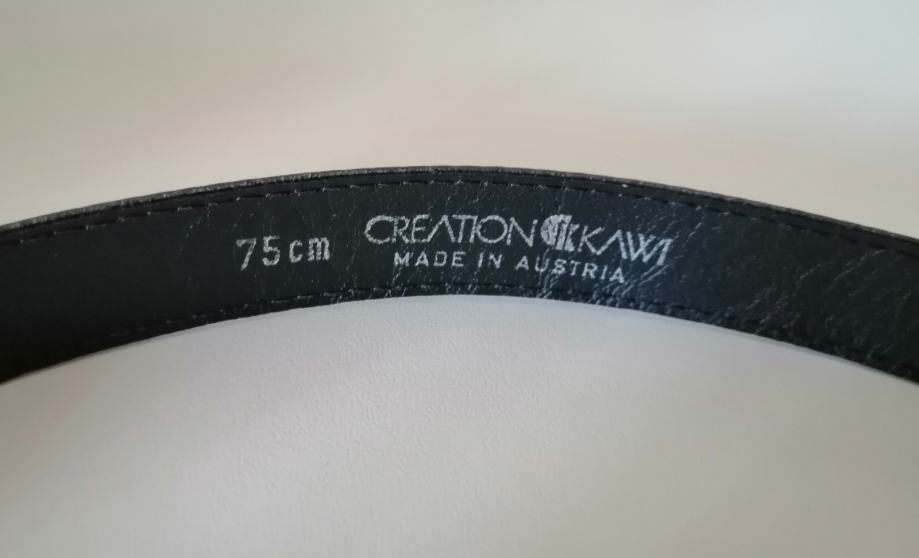 75cm CREATION KAWI
MADE IN AUSTRIA